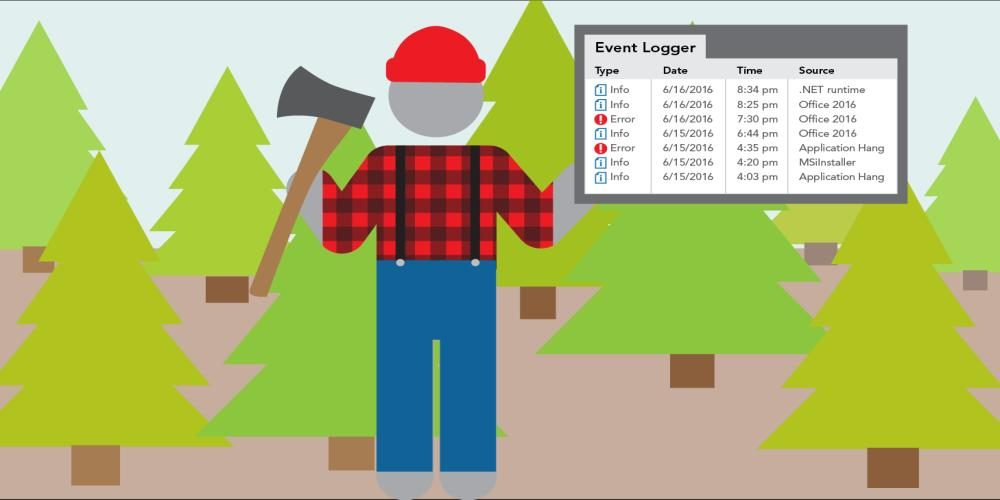 Event Logger
Type Date Time Source
Info 6/16/2016 8:34 pm .NET runtime
Info 6/16/2016 8:25 pm Office 2016
Error 6/16/2016 7:30 pm Office 2016
Info 6/15/2016 6:44 pm Office 2016
Error 6/15/2016 4:35 pm Application Hang
Info 6/15/2016 4:20 pm MSiInstaller
Info 6/15/2016 4:03 pm Application Hang